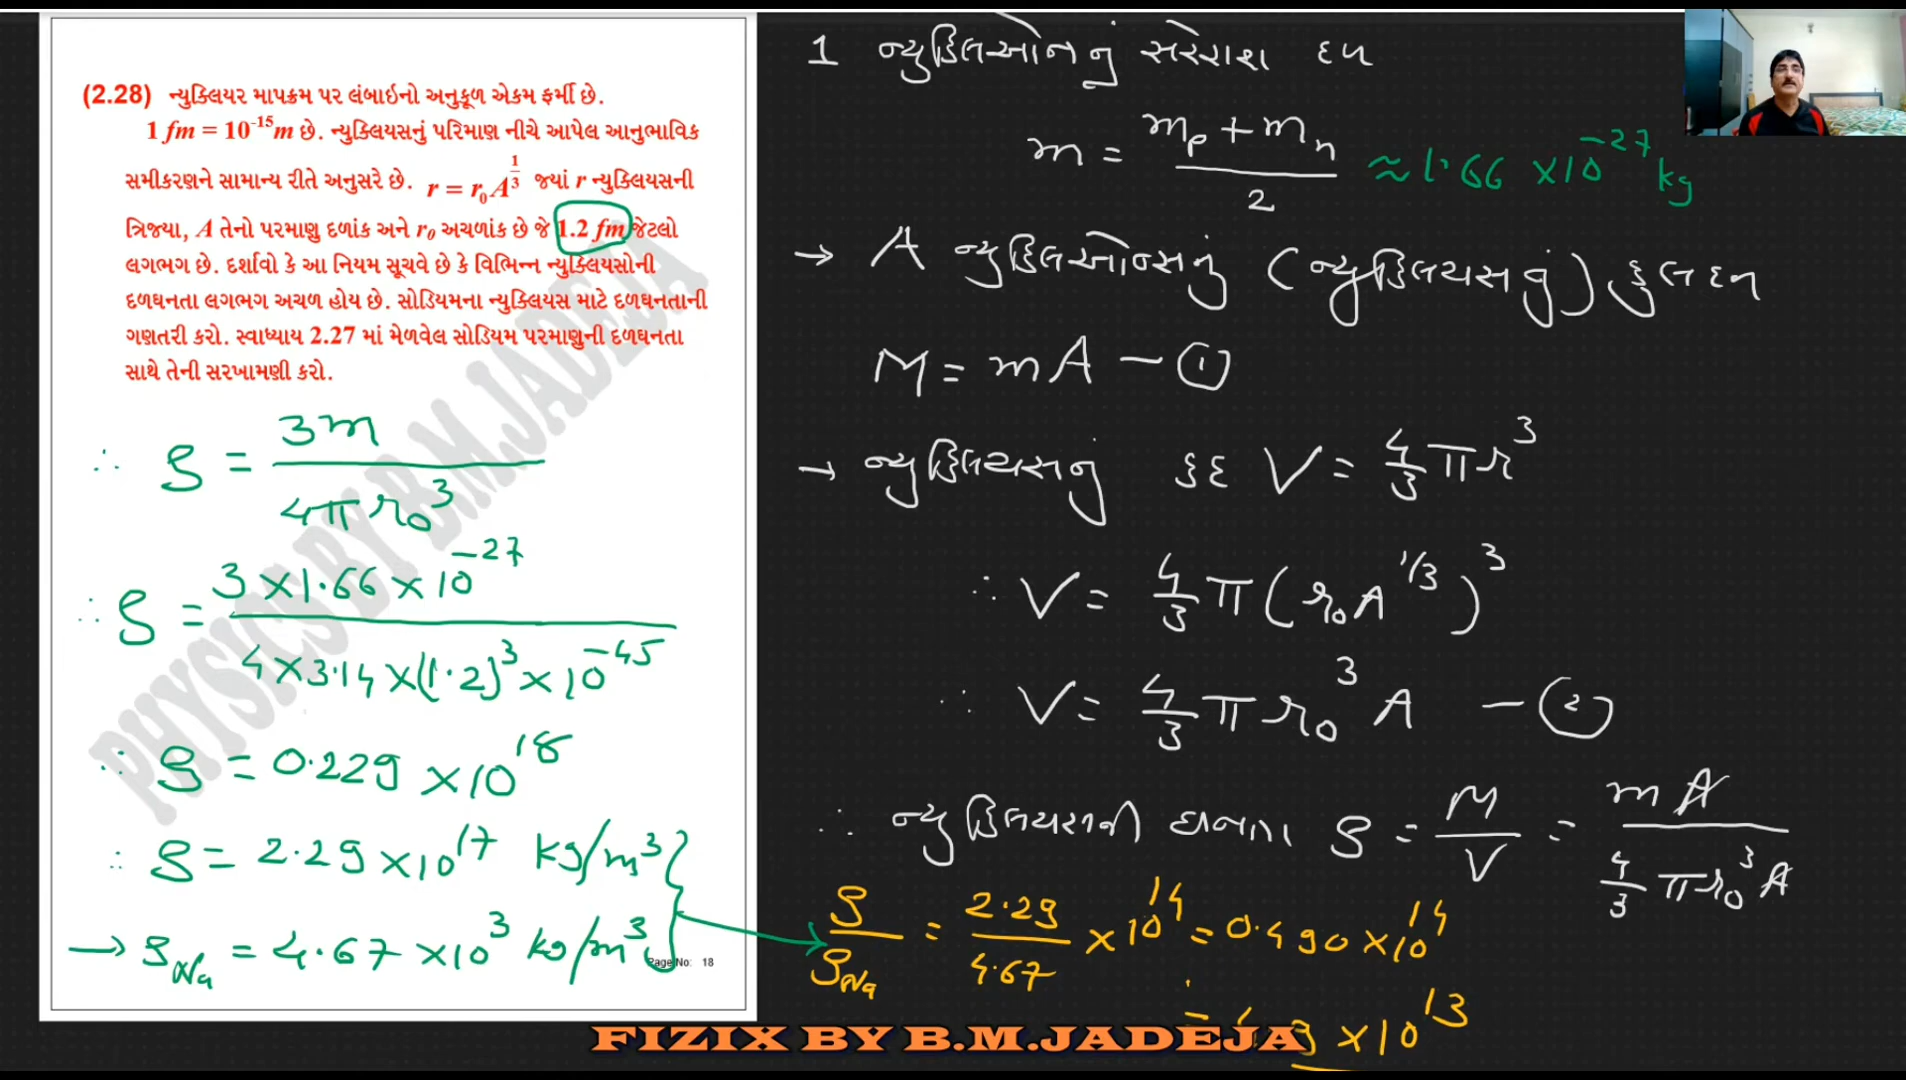 (2.28) ન્યુક્લિયર માપક્રમ પર લંબાઇનો અનુકૂળ એકમ ફર્મી છે.
1 fm = 10⁻¹⁵m છે. ન્યુક્લિયસનું પરિમાણ નીચે આપેલ આનુભાવિક
સમીકરણને સામાન્ય રીતે અનુસરે છે. r = r₀A^(1/3) જ્યાં r ન્યુક્લિયસની
ત્રિજ્યા, A તેનો પરમાણુ દળાંક અને r₀ અચળાંક છે જે 1.2 fm જેટલો
લગભગ છે. દર્શાવો કે આ નિયમ સૂચવે છે કે વિભિન્ન ન્યુક્લિયસોની
દળઘનતા લગભગ અચળ હોય છે. સોડિયમના ન્યુક્લિયસ માટે દળઘનતાની
ગણતરી કરો. સ્વાધ્યાય 2.27 માં મેળવેલ સોડિયમ પરમાણુની દળઘનતા
સાથે તેની સરખામણી કરો.
∴ ρ = 3m / 4πr₀³
∴ ρ = 3 × 1.66 × 10⁻²⁷ / 4 × 3.14 × (1.2)³ × 10⁻⁴⁵
∴ ρ = 0.229 × 10¹⁸
∴ ρ = 2.29 × 10¹⁷ kg/m³
→ ρNa = 4.67 × 10³ kg/m³
Page No: 18
PHYSICS BY B.M.JADEJA
1 ન્યુક્લિઓનનું સરેરાશ દળ
m = (mp + mn) / 2 ≈ 1.66 × 10⁻²⁷ kg
→ A ન્યુક્લિઓન્સનું (ન્યુક્લિયસનું) કુલ દળ
M = mA — ①
→ ન્યુક્લિયસનું કદ V = 4/3 πr³
∴ V = 4/3 π(r₀A^(1/3))³
∴ V = 4/3 πr₀³A — ②
∴ ન્યુક્લિયસની ઘનતા ρ = M/V = mA / (4/3 πr₀³A)
ρ/ρNa = 2.29/4.67 × 10¹⁴ = 0.490 × 10¹⁴
= × 10¹³
FIZIX BY B.M.JADEJA